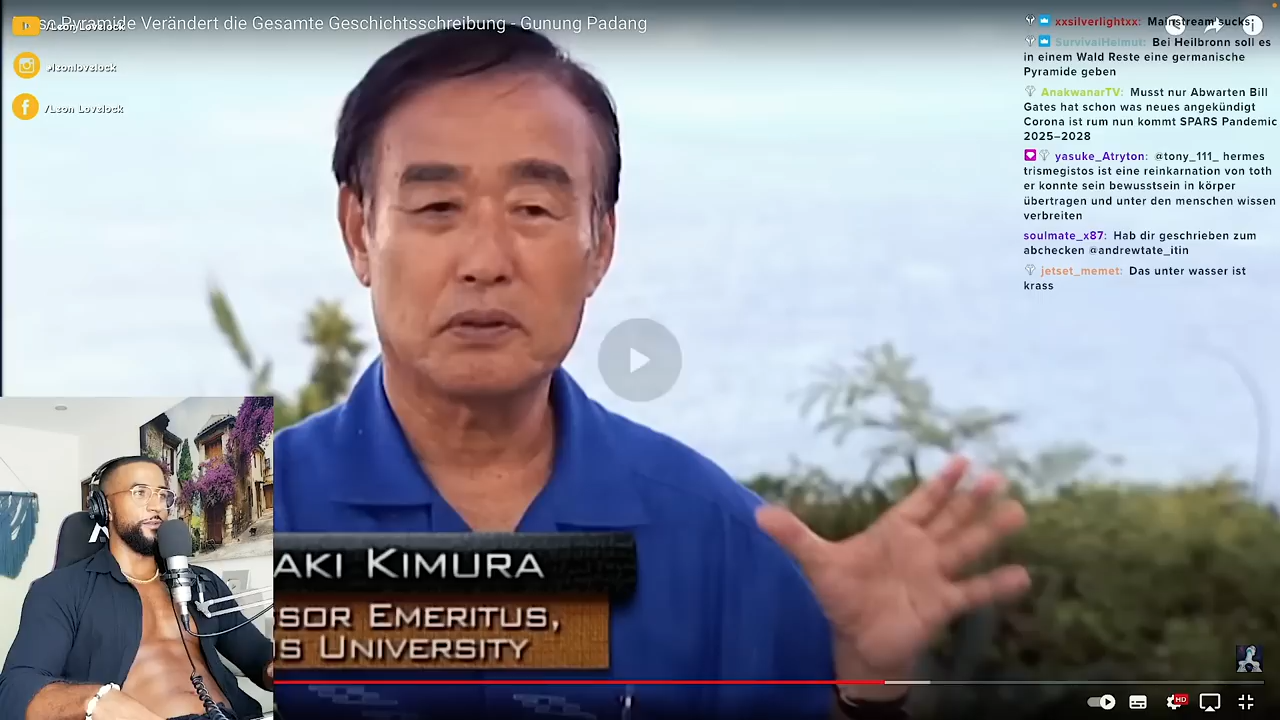 Pyramide Verändert die Gesamte Geschichtsschreibung - Gunung Padang
/Leon Lovelock
#leonlovelock
/Leon Lovelock
xxsilverlightxx: Mainstream sucks
SurvivalHelmut: Bei Heilbronn soll es
in einem Wald Reste eine germanische
Pyramide geben
AnakwanarTV: Musst nur Abwarten Bill
Gates hat schon was neues angekündigt
Corona ist rum nun kommt SPARS Pandemic
2025–2028
yasuke_Atryton: @tony_111_ hermes
trismegistos ist eine reinkarnation von toth
er konnte sein bewusstsein in körper
übertragen und unter den menschen wissen
verbreiten
soulmate_x87: Hab dir geschrieben zum
abchecken @andrewtate_itin
jetset_memet: Das unter wasser ist
krass
AKI KIMURA
SSOR EMERITUS,
S UNIVERSITY
HD